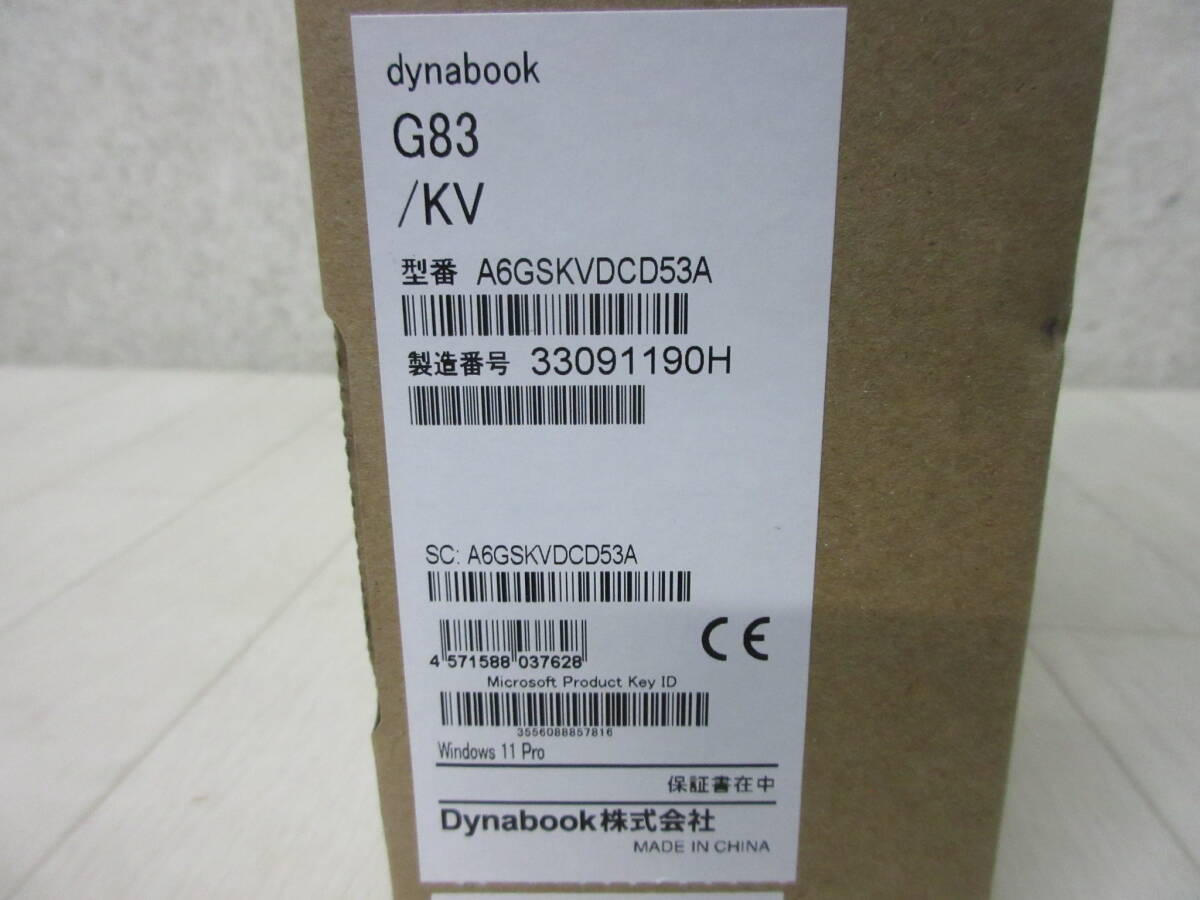 dynabook
G83
/KV
型番 A6GSKVDCD53A
製造番号 33091190H
SC: A6GSKVDCD53A
4 571588 037628
Microsoft Product Key ID
3556088857816
Windows 11 Pro
保証書在中
Dynabook株式会社
MADE IN CHINA